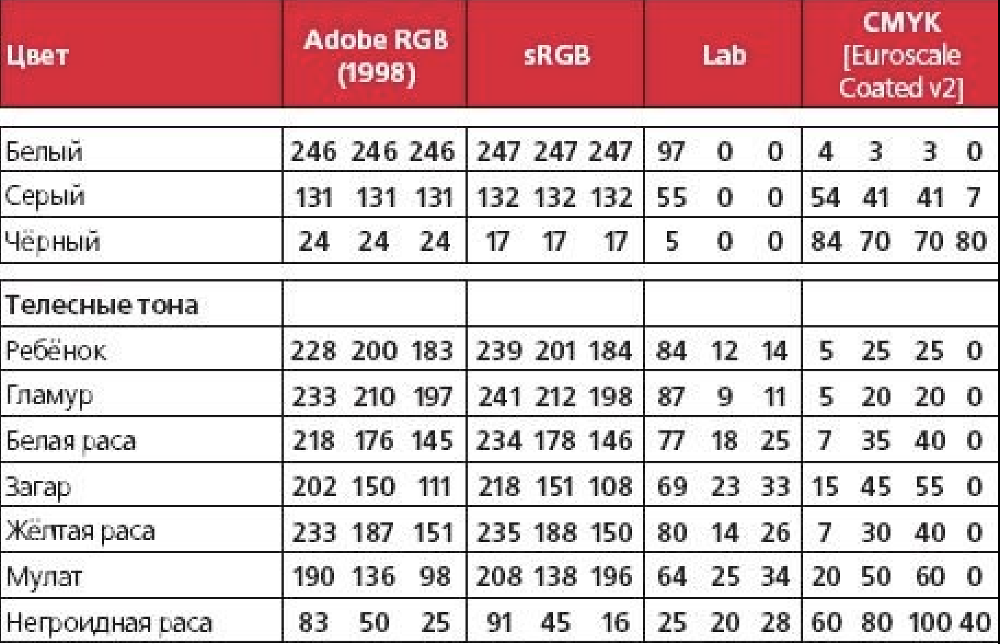 Цвет Adobe RGB (1998) sRGB Lab CMYK [Euroscale Coated v2]
Белый 246 246 246 247 247 247 97 0 0 4 3 3 0
Серый 131 131 131 132 132 132 55 0 0 54 41 41 7
Чёрный 24 24 24 17 17 17 5 0 0 84 70 70 80
Телесные тона
Ребёнок 228 200 183 239 201 184 84 12 14 5 25 25 0
Гламур 233 210 197 241 212 198 87 9 11 5 20 20 0
Белая раса 218 176 145 234 178 146 77 18 25 7 35 40 0
Загар 202 150 111 218 151 108 69 23 33 15 45 55 0
Жёлтая раса 233 187 151 235 188 150 80 14 26 7 30 40 0
Мулат 190 136 98 208 138 196 64 25 34 20 50 60 0
Негроидная раса 83 50 25 91 45 16 25 20 28 60 80 100 40